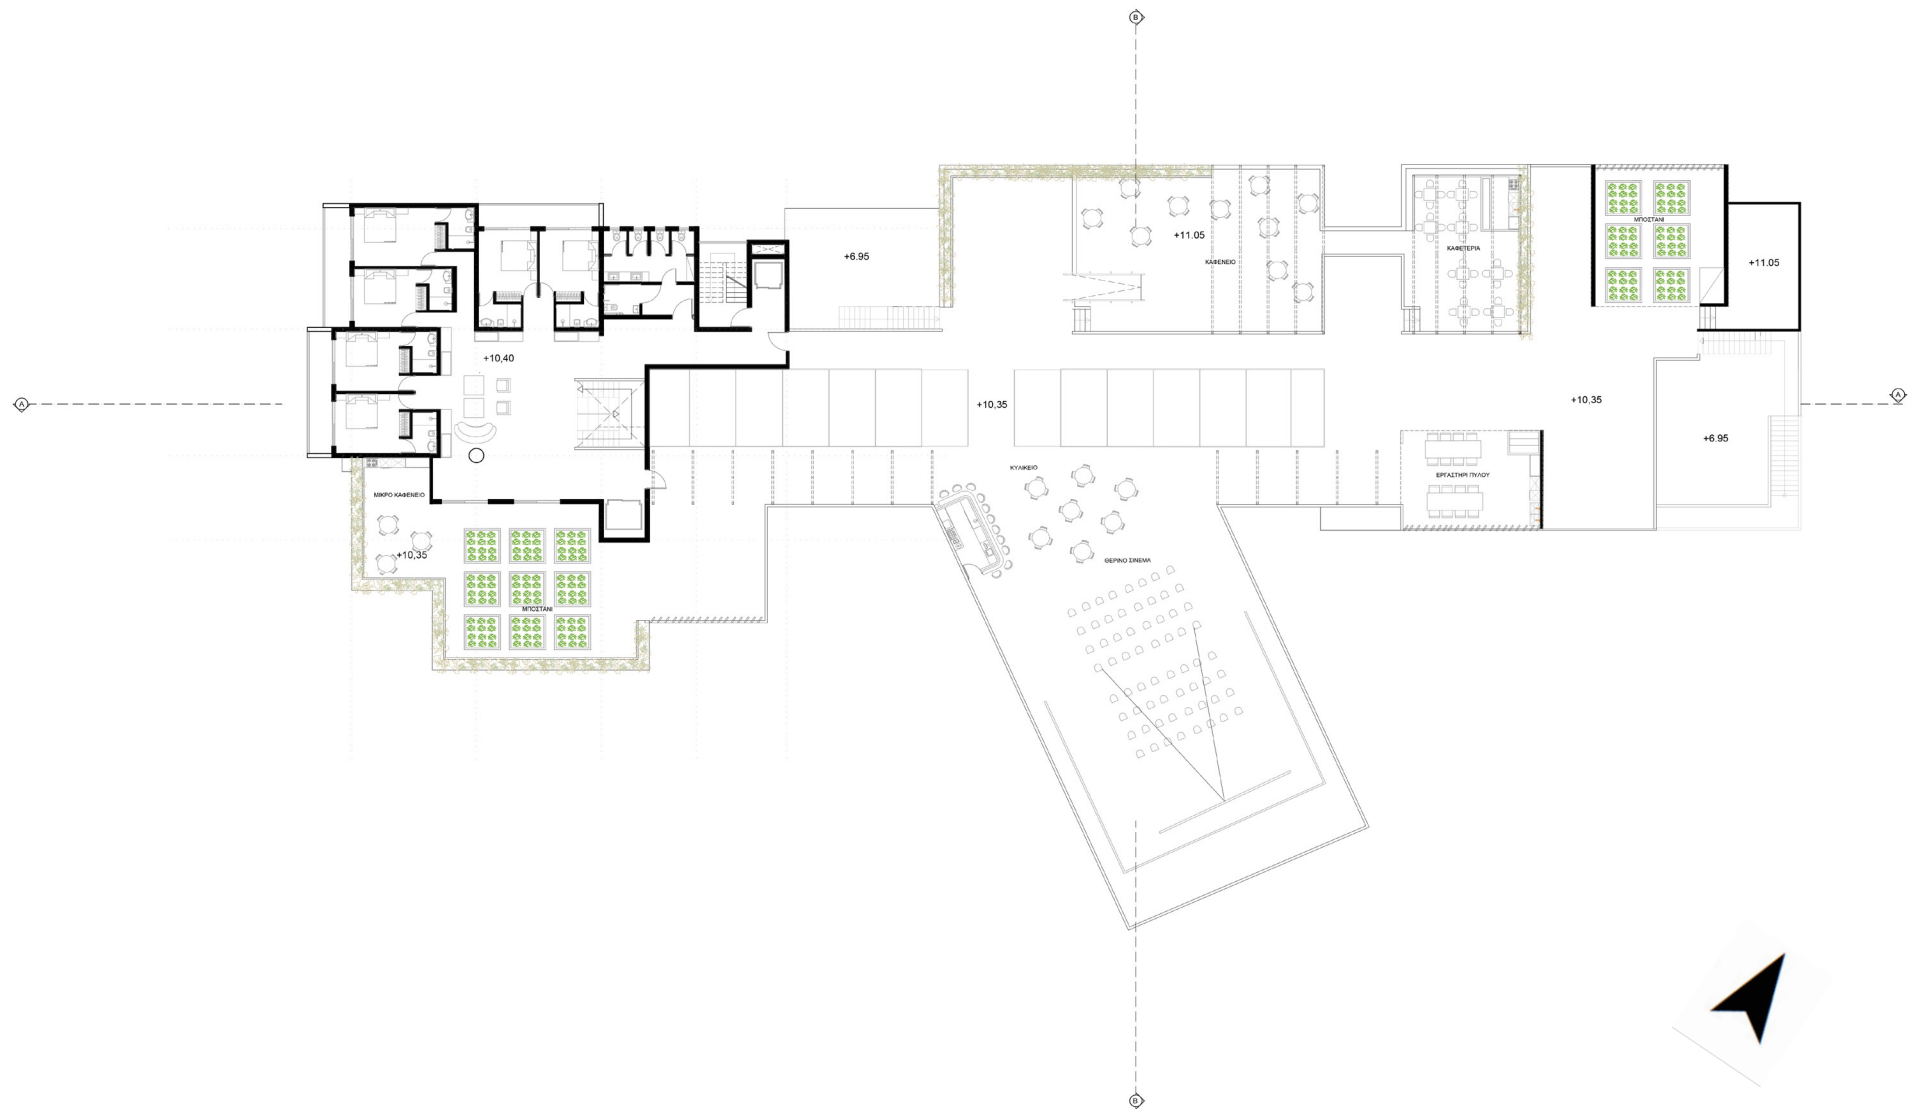 B
+6.95
+11.05
ΚΑΦΕΝΕΙΟ
ΚΑΦΕΤΕΡΙΑ
ΜΠΟΣΤΑΝΙ
+11.05
+10,40
A
+10,35
+10,35
A
+6.95
ΚΥΛΙΚΕΙΟ
ΕΡΓΑΣΤΗΡΙ ΠΥΛΟΥ
ΜΙΚΡΟ ΚΑΦΕΝΕΙΟ
+10,35
ΘΕΡΙΝΟ ΣΙΝΕΜΑ
ΜΠΟΣΤΑΝΙ
B